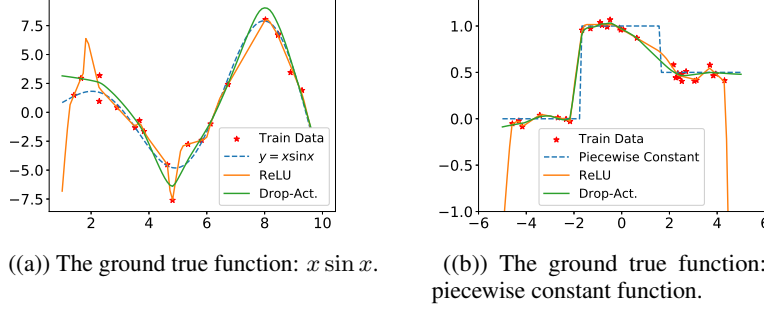 7.5
5.0
2.5
0.0
−2.5
−5.0
−7.5
2
4
6
8
10
Train Data
y = xsinx
ReLU
Drop-Act.
((a)) The ground true function: x sin x.
1.0
0.5
0.0
−0.5
−1.0
−6
−4
−2
0
2
4
6
Train Data
Piecewise Constant
ReLU
Drop-Act.
((b)) The ground true function:
piecewise constant function.